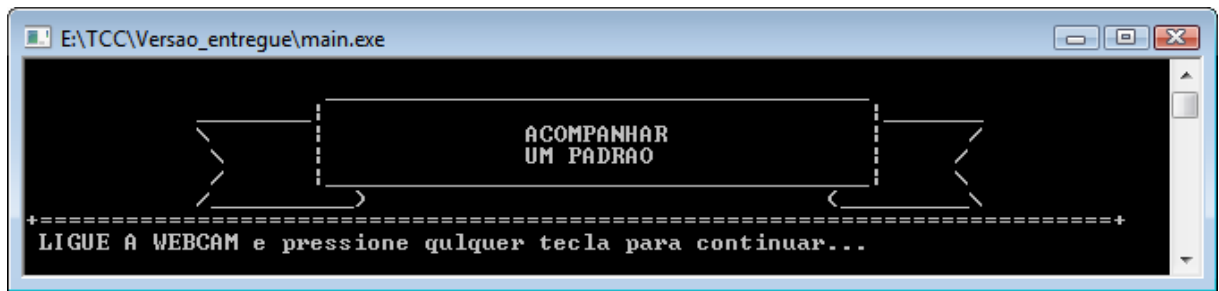 E:\TCC\Versao_entregue\main.exe
ACOMPANHAR
UM PADRAO
LIGUE A WEBCAM e pressione qulquer tecla para continuar...